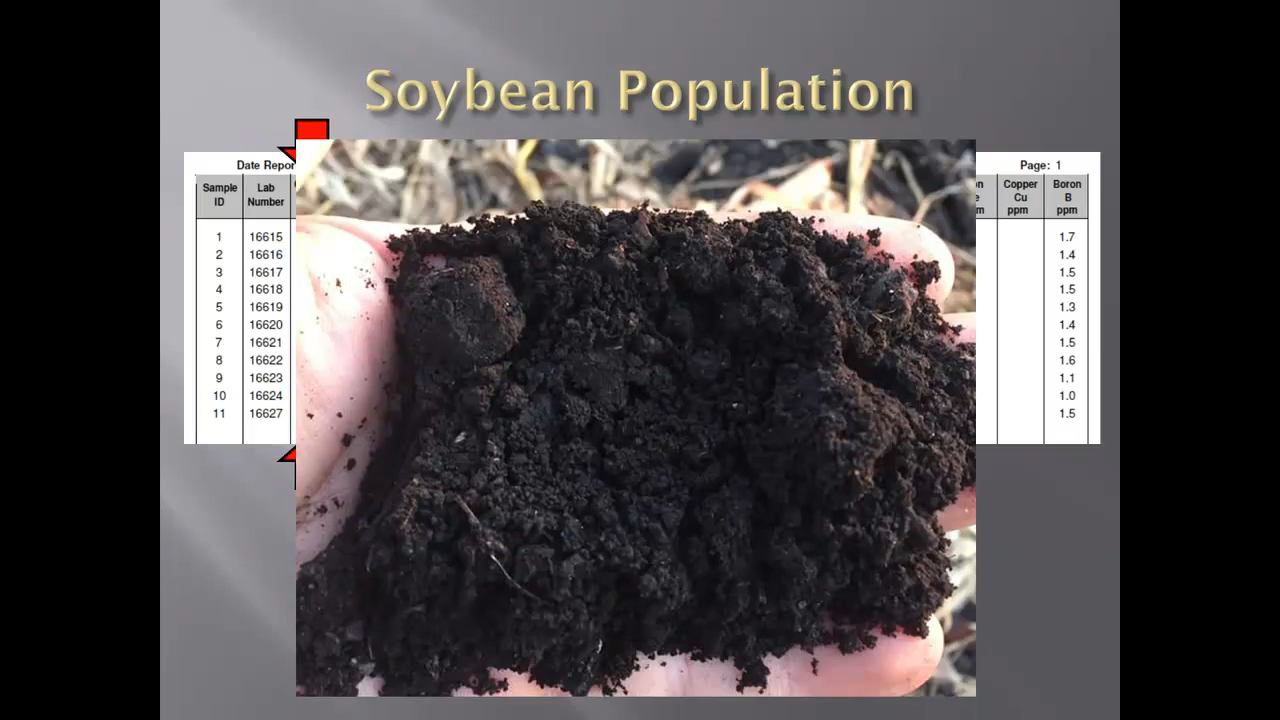 Soybean Population
Date Repor
Page: 1
Sample ID
Lab Number
Copper Cu ppm
Boron B ppm
1 16615 1.7
2 16616 1.4
3 16617 1.5
4 16618 1.5
5 16619 1.3
6 16620 1.4
7 16621 1.5
8 16622 1.6
9 16623 1.1
10 16624 1.0
11 16627 1.5